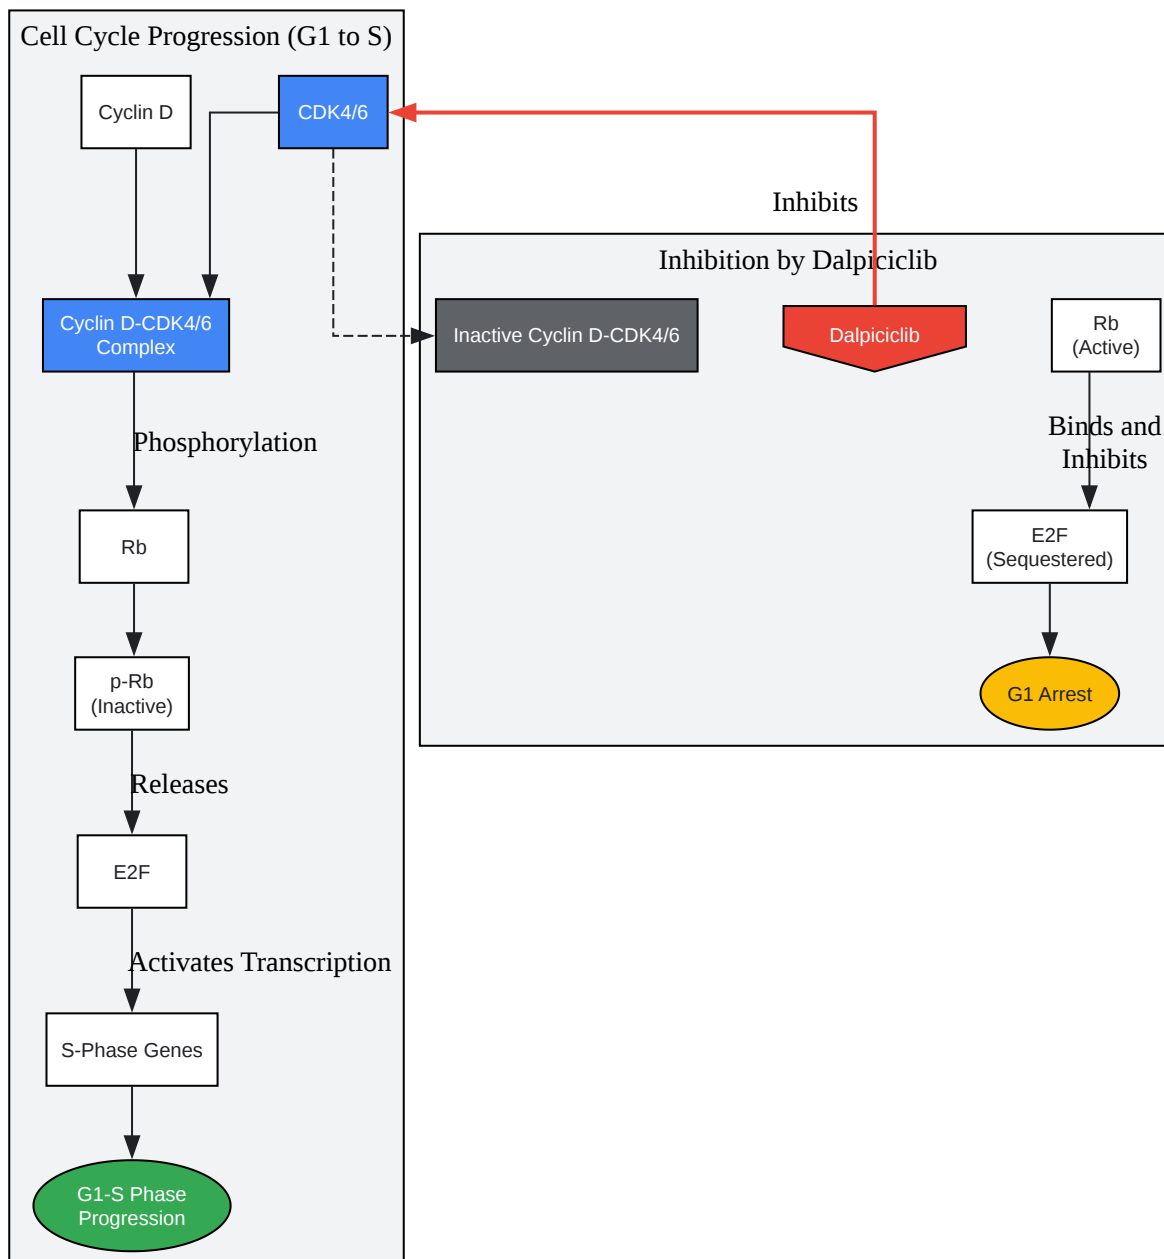 Cell Cycle Progression (G1 to S)
Cyclin D
CDK4/6
Inhibits
Inhibition by Dalpiciclib
Cyclin D-CDK4/6
Complex
Inactive Cyclin D-CDK4/6
Dalpiciclib
Rb
(Active)
Phosphorylation
Binds and
Inhibits
Rb
E2F
(Sequestered)
p-Rb
(Inactive)
G1 Arrest
Releases
E2F
Activates Transcription
S-Phase Genes
G1-S Phase
Progression